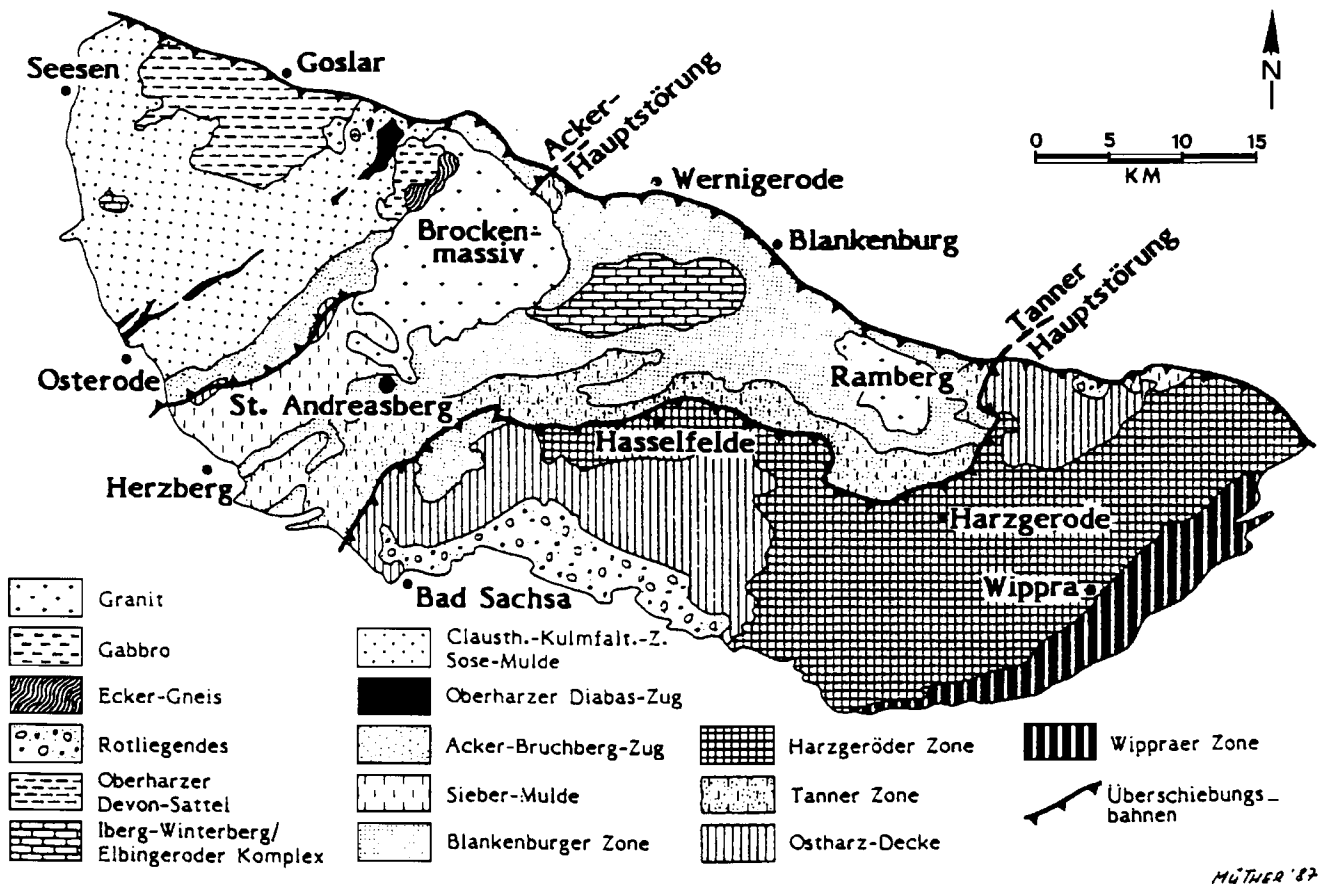 Seesen
Goslar
Acker-
Hauptstörung
N
0 5 10 15
KM
Wernigerode
Brocken-
massiv
Blankenburg
Tanner
Hauptstörung
Osterode
St. Andreasberg
Ramberg
Hasselfelde
Herzberg
Harzgerode
Bad Sachsa
Wippra
Granit
Gabbro
Ecker-Gneis
Rotliegendes
Oberharzer
Devon-Sattel
Iberg-Winterberg/
Elbingeroder Komplex
Clausth.-Kulmfalt.-Z.
Sose-Mulde
Oberharzer Diabas-Zug
Acker-Bruchberg-Zug
Sieber-Mulde
Blankenburger Zone
Harzgeröder Zone
Tanner Zone
Ostharz-Decke
Wippraer Zone
Überschiebungs-
bahnen
MÜTHER '87